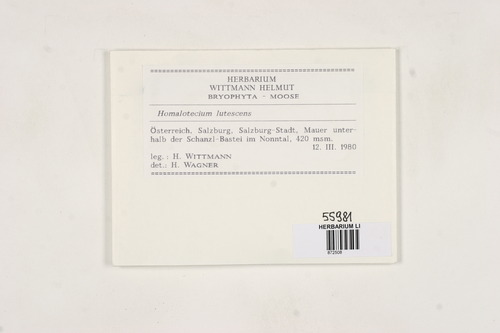 HERBARIUM
WITTMANN HELMUT
BRYOPHYTA - MOOSE
Homalotecium lutescens
Österreich, Salzburg, Salzburg-Stadt, Mauer unter-
halb der Schanzl-Bastei im Nonntal, 420 msm.
12. III. 1980
leg.: H. WITTMANN
det.: H. WAGNER
55981
HERBARIUM LI
872509